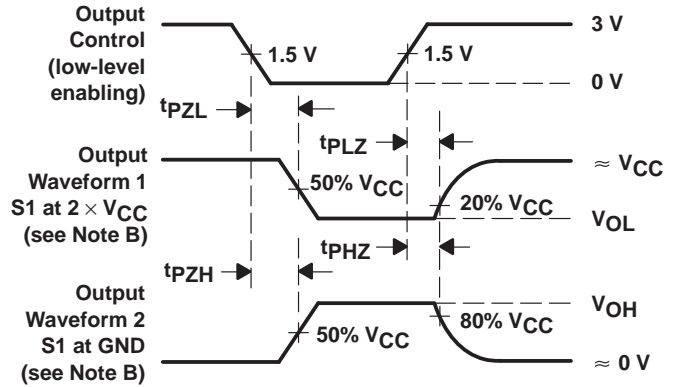 Output
Control
(low-level
enabling)
1.5 V
1.5 V
3 V
0 V
tPZL
tPLZ
Output
Waveform 1
S1 at 2 × VCC
(see Note B)
50% VCC
20% VCC
≈ VCC
VOL
tPZH
tPHZ
Output
Waveform 2
S1 at GND
(see Note B)
50% VCC
80% VCC
VOH
≈ 0 V